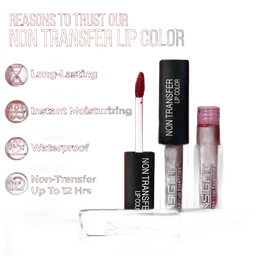 REASONS TO TRUST OUR
NON TRANSFER LIP COLOR
Long-Lasting
Instant Moisturizing
Waterproof
Non-Transfer
Up To 12 Hrs
NON TRANSFER
LIP COLOR
NON TRANSFER
LIP COLOR